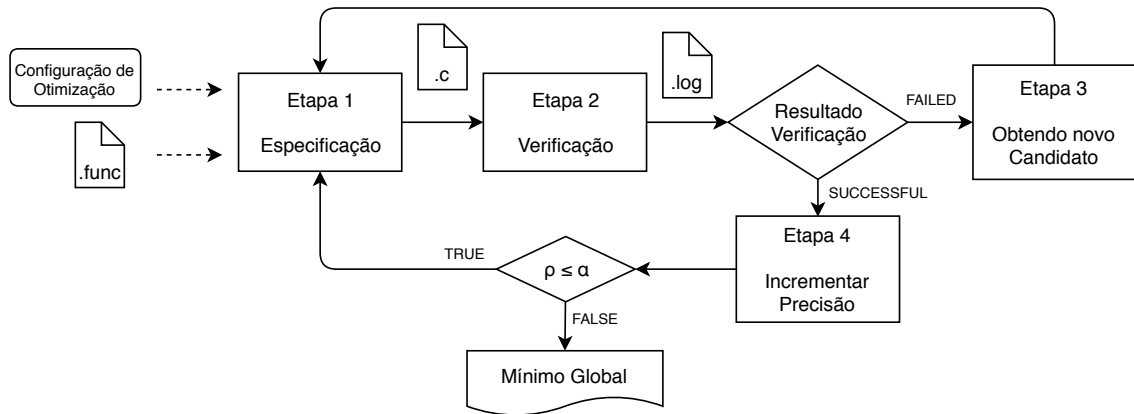 Configuração de
Otimização
.func
Etapa 1
Especificação
.c
Etapa 2
Verificação
.log
Resultado
Verificação
FAILED
Etapa 3
Obtendo novo
Candidato
SUCCESSFUL
Etapa 4
Incrementar
Precisão
ρ ≤ α
TRUE
FALSE
Mínimo Global